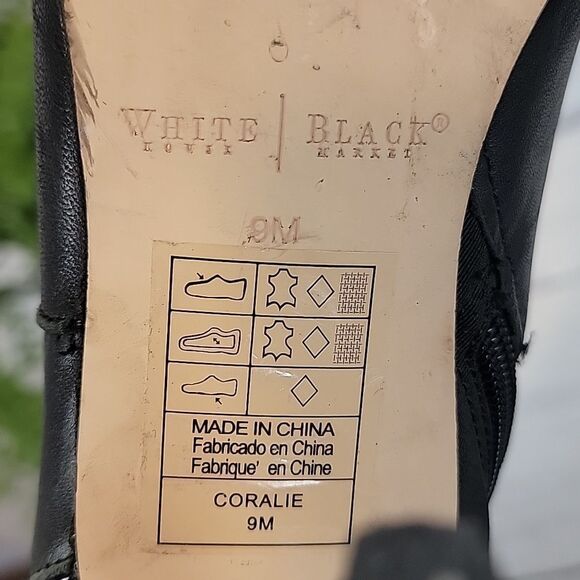 WHITE | BLACK®
HOUSE MARKET
9M
MADE IN CHINA
Fabricado en China
Fabrique' en Chine
CORALIE
9M